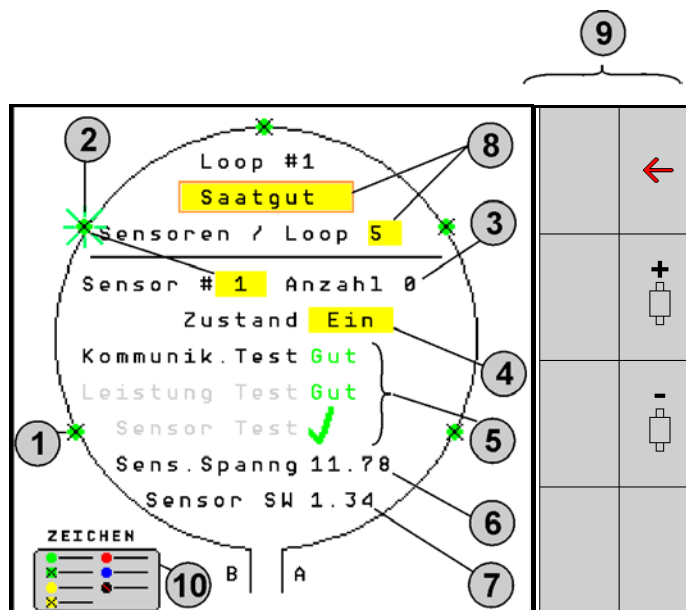 9
2
8
Loop #1
Saatgut
Sensoren / Loop 5
3
Sensor # 1 Anzahl 0
+
Zustand Ein
Kommunik.Test Gut
4
Leistung Test Gut
-
1
Sensor Test
5
Sens.Spanng 11.78
6
Sensor SW 1.34
ZEICHEN
10
B A
7